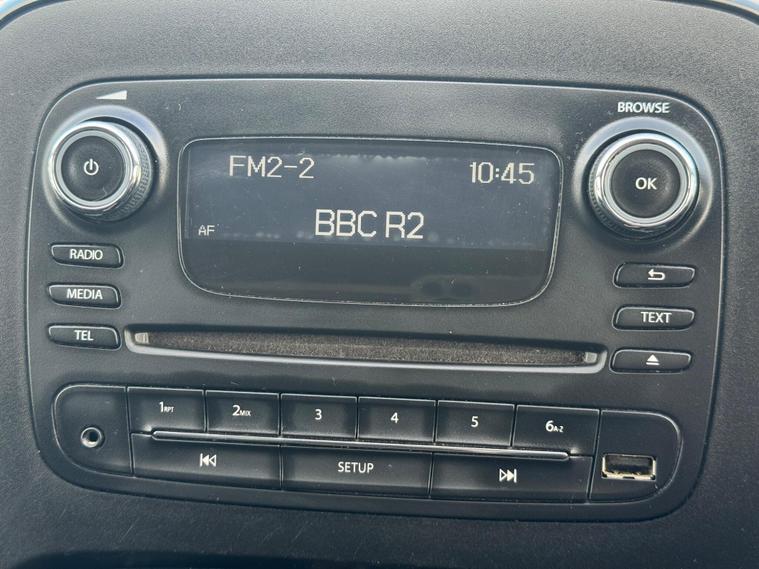 BROWSE
FM2-2 10:45
OK
BBC R2
AF
RADIO
MEDIA
TEXT
TEL
1RPT 2MIX 3 4 5 6A-Z
SETUP